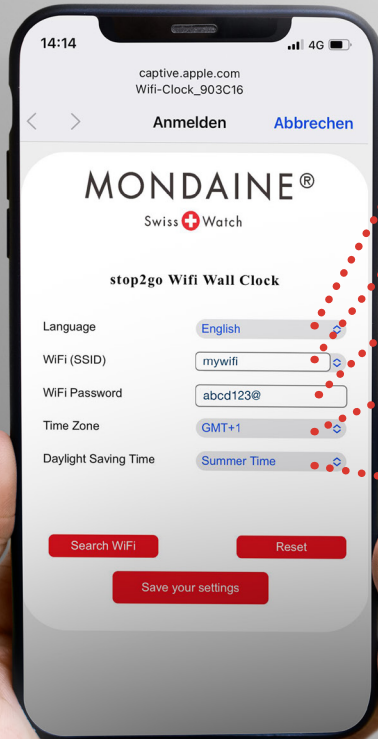 14:14
4G
captive.apple.com
Wifi-Clock_903C16
Anmelden
Abbrechen
MONDAINE®
Swiss Watch
stop2go Wifi Wall Clock
Language
English
WiFi (SSID)
mywifi
WiFi Password
abcd123@
Time Zone
GMT+1
Daylight Saving Time
Summer Time
Search WiFi
Reset
Save your settings